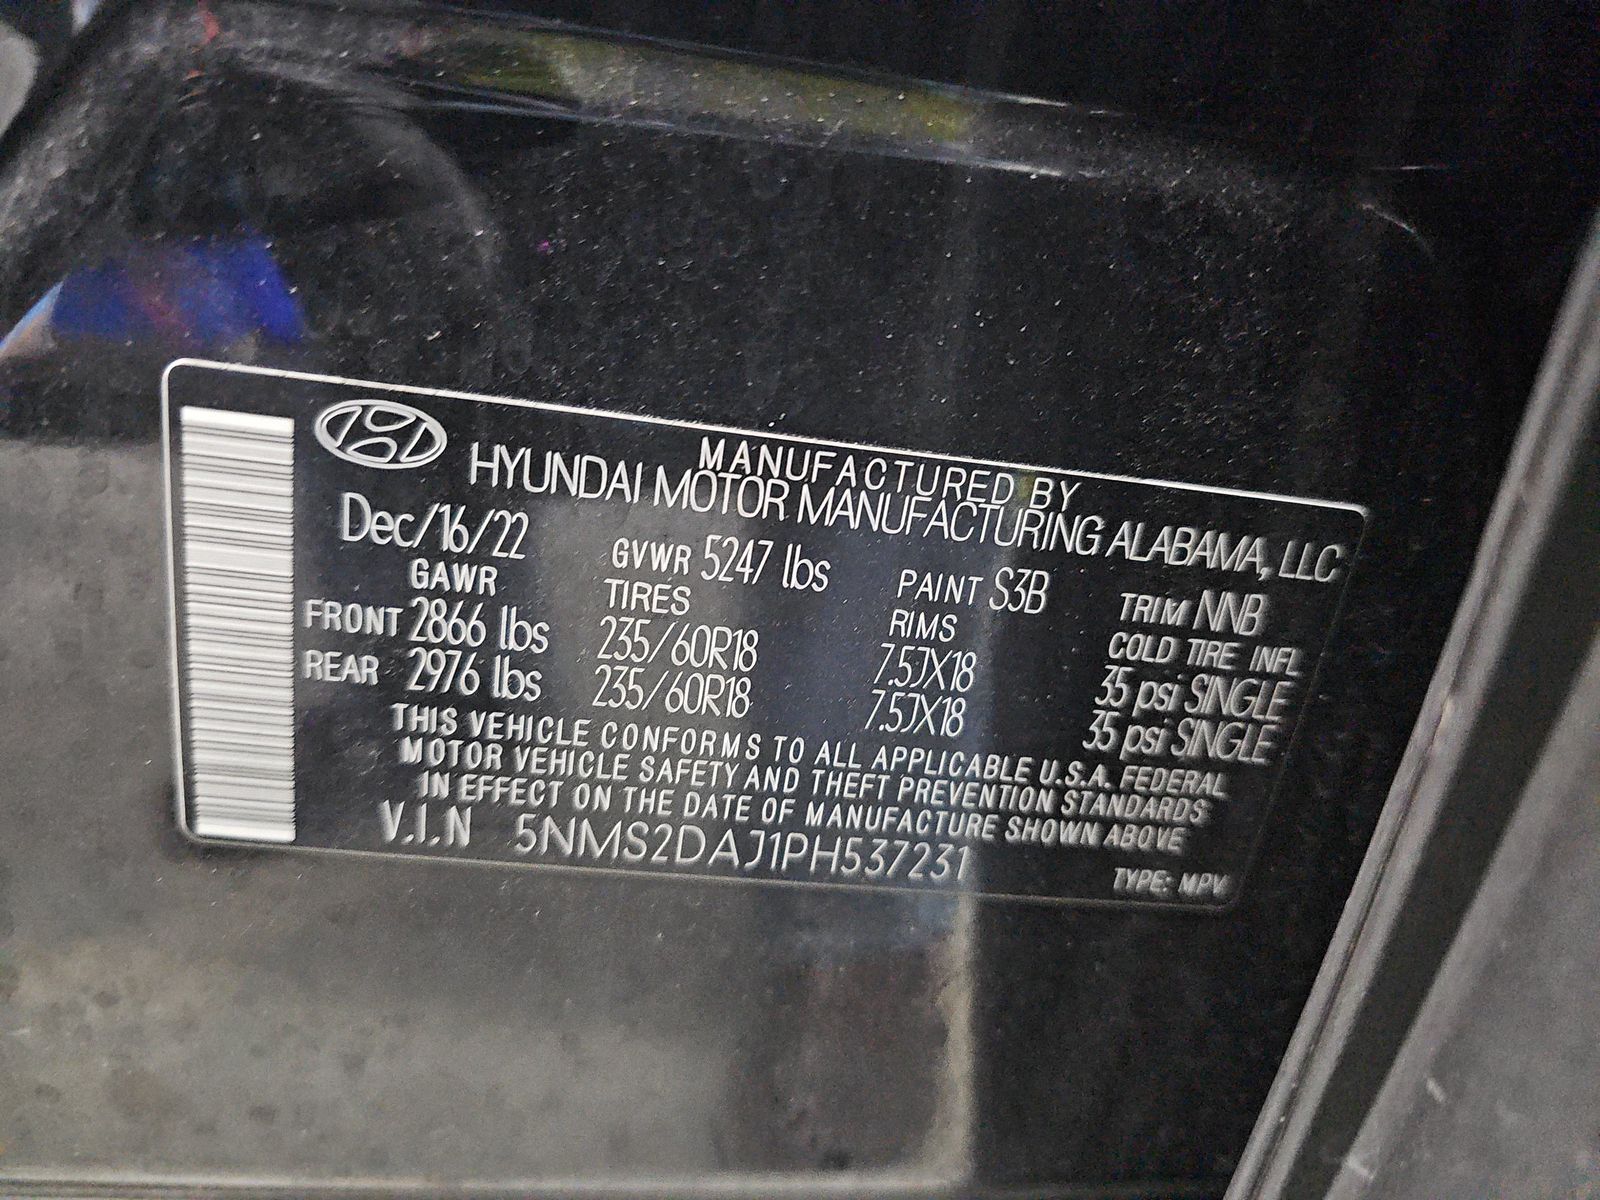 MANUFACTURED BY
HYUNDAI MOTOR MANUFACTURING ALABAMA, LLC
Dec/16/22 GVWR 5247 lbs PAINT S3B TRIM NNB
GAWR TIRES RIMS COLD TIRE INFL
FRONT 2866 lbs 235/60R18 7.5JX18 35 psi SINGLE
REAR 2976 lbs 235/60R18 7.5JX18 35 psi SINGLE
THIS VEHICLE CONFORMS TO ALL APPLICABLE U.S.A. FEDERAL
MOTOR VEHICLE SAFETY AND THEFT PREVENTION STANDARDS
IN EFFECT ON THE DATE OF MANUFACTURE SHOWN ABOVE
V.I.N 5NMS2DAJ1PH537231
TYPE: MPV